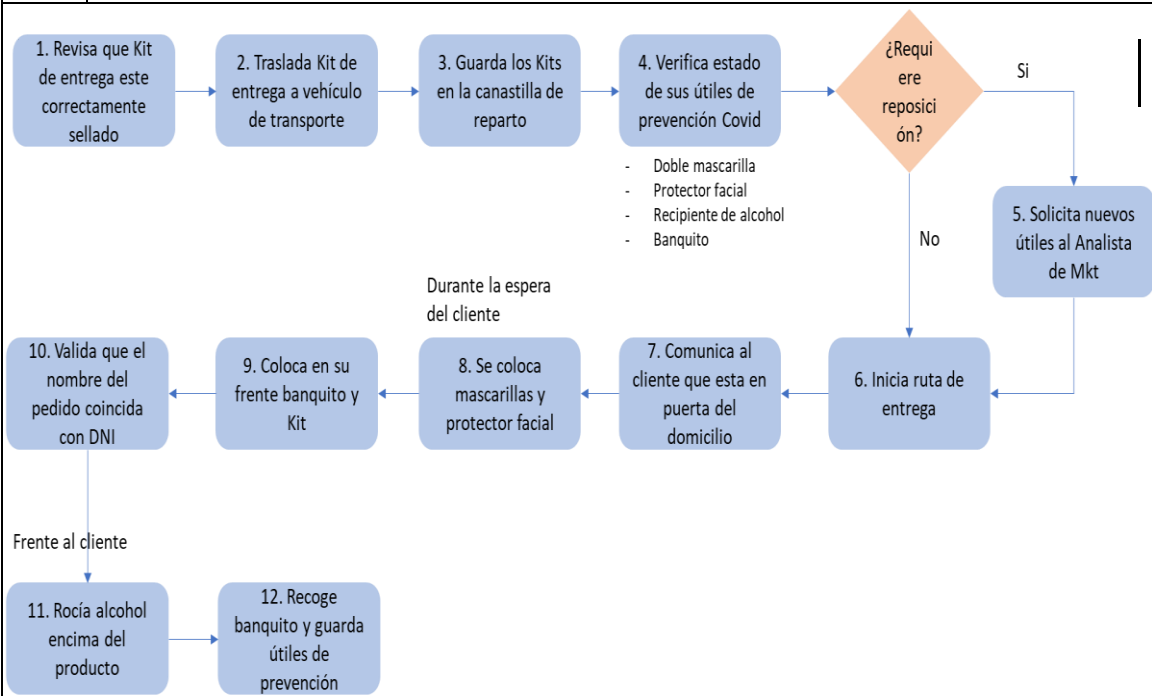 1. Revisa que Kit
de entrega este
correctamente
sellado
2. Traslada Kit de
entrega a vehículo
de transporte
3. Guarda los Kits
en la canastilla de
reparto
4. Verifica estado
de sus útiles de
prevención Covid
¿Requi
ere
reposici
ón?
Si
- Doble mascarilla
- Protector facial
- Recipiente de alcohol
- Banquito
No
5. Solicita nuevos
útiles al Analista
de Mkt
6. Inicia ruta de
entrega
7. Comunica al
cliente que esta en
puerta del
domicilio
Durante la espera
del cliente
8. Se coloca
mascarillas y
protector facial
9. Coloca en su
frente banquito y
Kit
10. Valida que el
nombre del
pedido coincida
con DNI
Frente al cliente
11. Rocía alcohol
encima del
producto
12. Recoge
banquito y guarda
útiles de
prevención